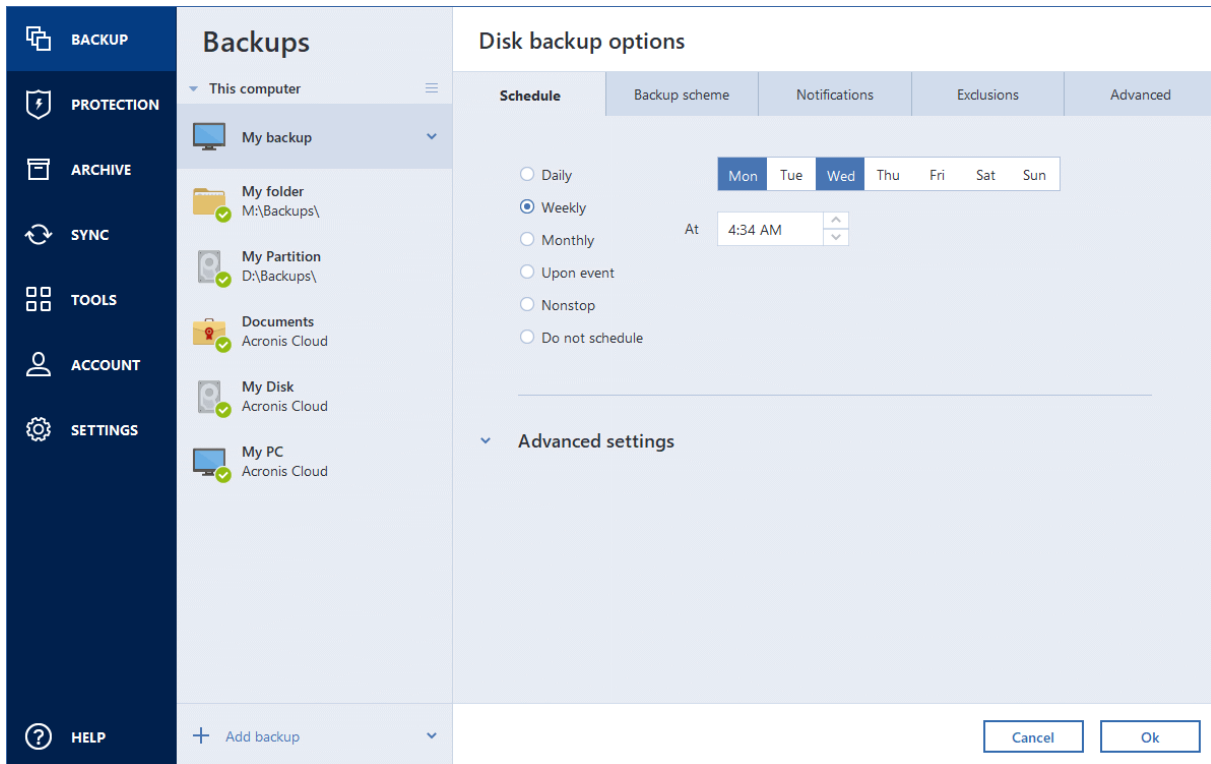 BACKUP
PROTECTION
ARCHIVE
SYNC
TOOLS
ACCOUNT
SETTINGS
HELP
Backups
This computer
My backup
My folder
M:\Backups\
My Partition
D:\Backups\
Documents
Acronis Cloud
My Disk
Acronis Cloud
My PC
Acronis Cloud
Add backup
Disk backup options
Schedule Backup scheme Notifications Exclusions Advanced
Daily
Weekly
Monthly
Upon event
Nonstop
Do not schedule
Mon Tue Wed Thu Fri Sat Sun
At 4:34 AM
Advanced settings
Cancel Ok